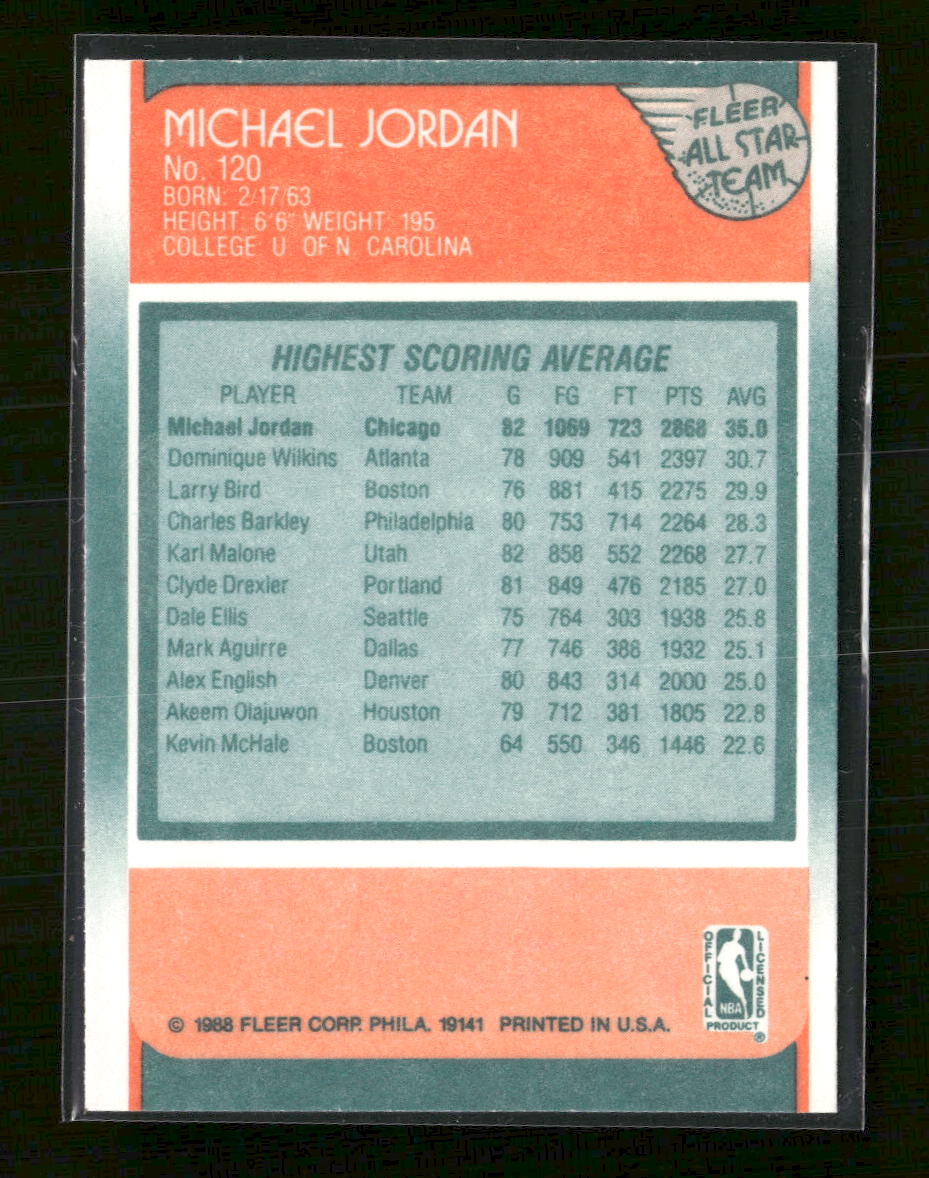 MICHAEL JORDAN
No. 120
BORN: 2/17/63
HEIGHT: 6'6" WEIGHT: 195
COLLEGE: U. OF N. CAROLINA
FLEER
ALL STAR
TEAM
HIGHEST SCORING AVERAGE
PLAYER TEAM G FG FT PTS AVG
Michael Jordan Chicago 82 1069 723 2868 35.0
Dominique Wilkins Atlanta 78 909 541 2397 30.7
Larry Bird Boston 76 881 415 2275 29.9
Charles Barkley Philadelphia 80 753 714 2264 28.3
Karl Malone Utah 82 858 552 2268 27.7
Clyde Drexler Portland 81 849 476 2185 27.0
Dale Ellis Seattle 75 764 303 1938 25.8
Mark Aguirre Dallas 77 746 388 1932 25.1
Alex English Denver 80 843 314 2000 25.0
Akeem Olajuwon Houston 79 712 381 1805 22.8
Kevin McHale Boston 64 550 346 1446 22.6
OFFICIAL LICENSED
NBA
PRODUCT
®
© 1988 FLEER CORP. PHILA. 19141 PRINTED IN U.S.A.